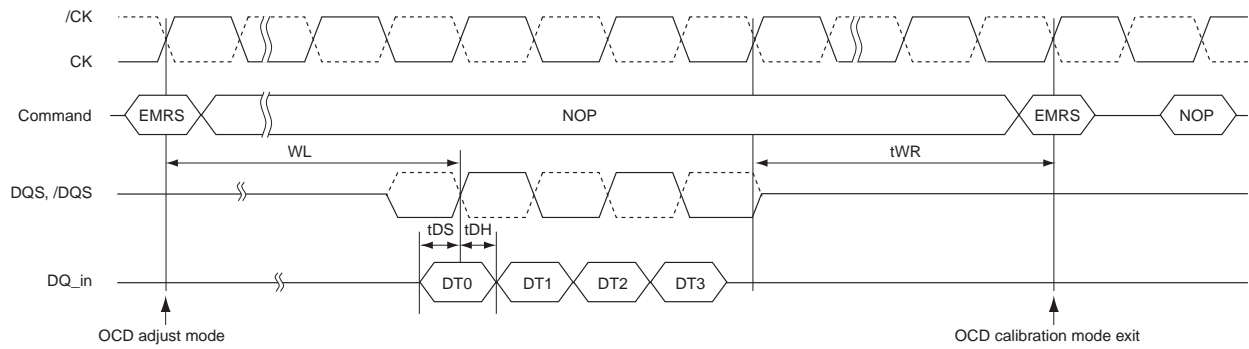 /CK
CK
Command
EMRS
NOP
EMRS
NOP
WL
tWR
DQS, /DQS
tDS
tDH
DQ_in
DT0
DT1
DT2
DT3
OCD adjust mode
OCD calibration mode exit